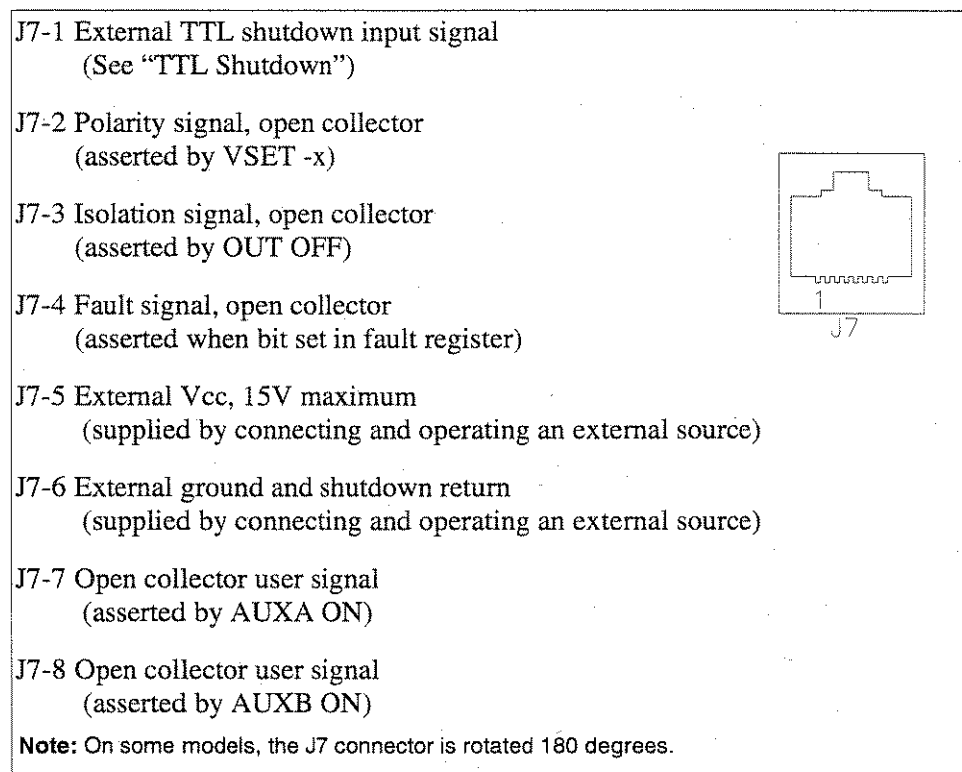 J7-1 External TTL shutdown input signal
(See “TTL Shutdown”)
J7-2 Polarity signal, open collector
(asserted by VSET -x)
J7-3 Isolation signal, open collector
(asserted by OUT OFF)
J7-4 Fault signal, open collector
(asserted when bit set in fault register)
1
J7
J7-5 External Vcc, 15V maximum
(supplied by connecting and operating an external source)
J7-6 External ground and shutdown return
(supplied by connecting and operating an external source)
J7-7 Open collector user signal
(asserted by AUXA ON)
J7-8 Open collector user signal
(asserted by AUXB ON)
Note: On some models, the J7 connector is rotated 180 degrees.